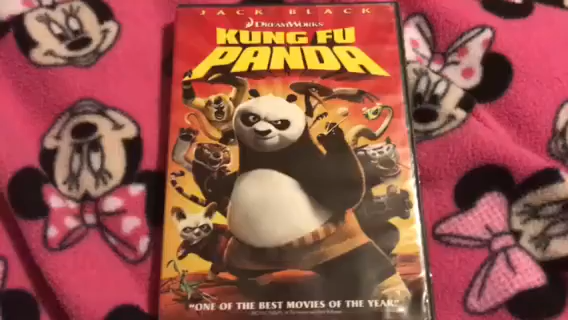 JACK BLACK
DREAMWORKS
KUNG FU
PANDA
"ONE OF THE BEST MOVIES OF THE YEAR"